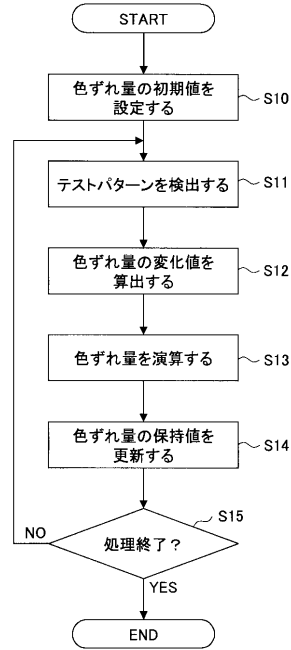 START
色ずれ量の初期値を
設定する
S10
テストパターンを検出する
S11
色ずれ量の変化値を
算出する
S12
色ずれ量を演算する
S13
色ずれ量の保持値を
更新する
S14
S15
処理終了？
NO
YES
END